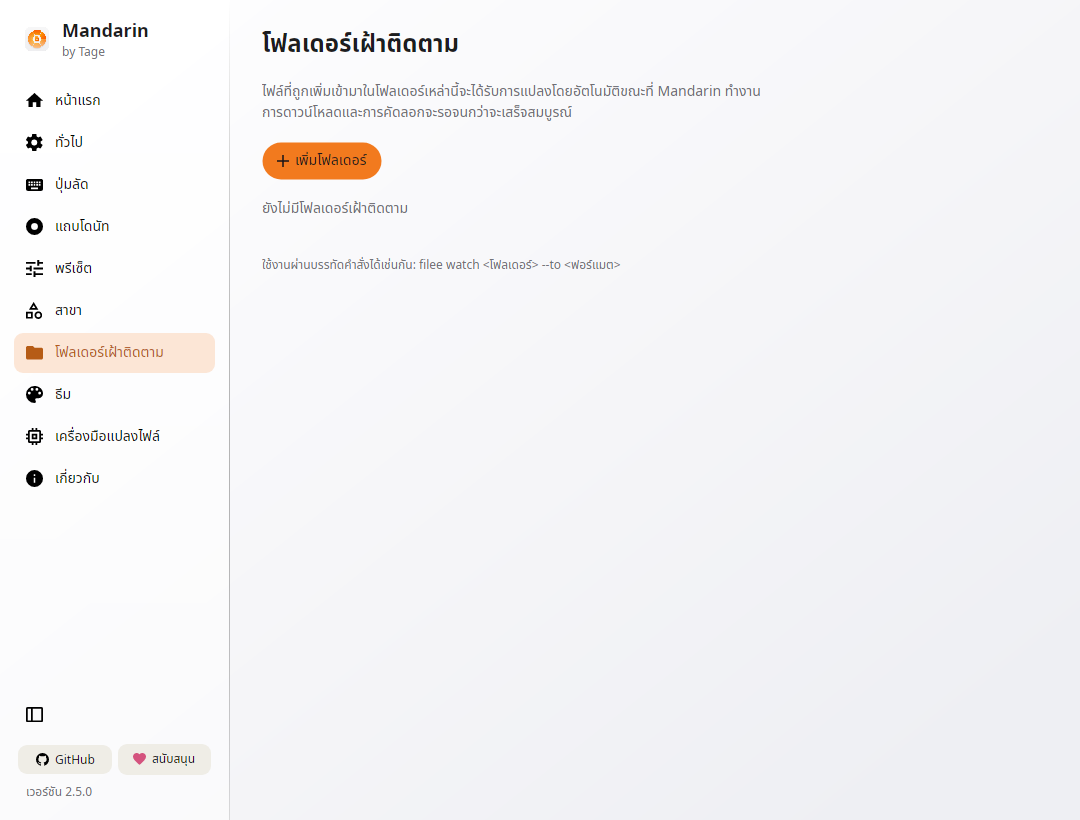 Mandarin
by Tage
หน้าแรก
ทั่วไป
ปุ่มลัด
แถบโดนัท
พรีเซ็ต
สาขา
โฟลเดอร์เฝ้าติดตาม
ธีม
เครื่องมือแปลงไฟล์
เกี่ยวกับ
GitHub
สนับสนุน
เวอร์ชัน 2.5.0
โฟลเดอร์เฝ้าติดตาม
ไฟล์ที่ถูกเพิ่มเข้ามาในโฟลเดอร์เหล่านี้จะได้รับการแปลงโดยอัตโนมัติขณะที่ Mandarin ทำงาน
การดาวน์โหลดและการคัดลอกจะรอจนกว่าจะเสร็จสมบูรณ์
เพิ่มโฟลเดอร์
ยังไม่มีโฟลเดอร์เฝ้าติดตาม
ใช้งานผ่านบรรทัดคำสั่งได้เช่นกัน: filee watch <โฟลเดอร์> --to <ฟอร์แมต>